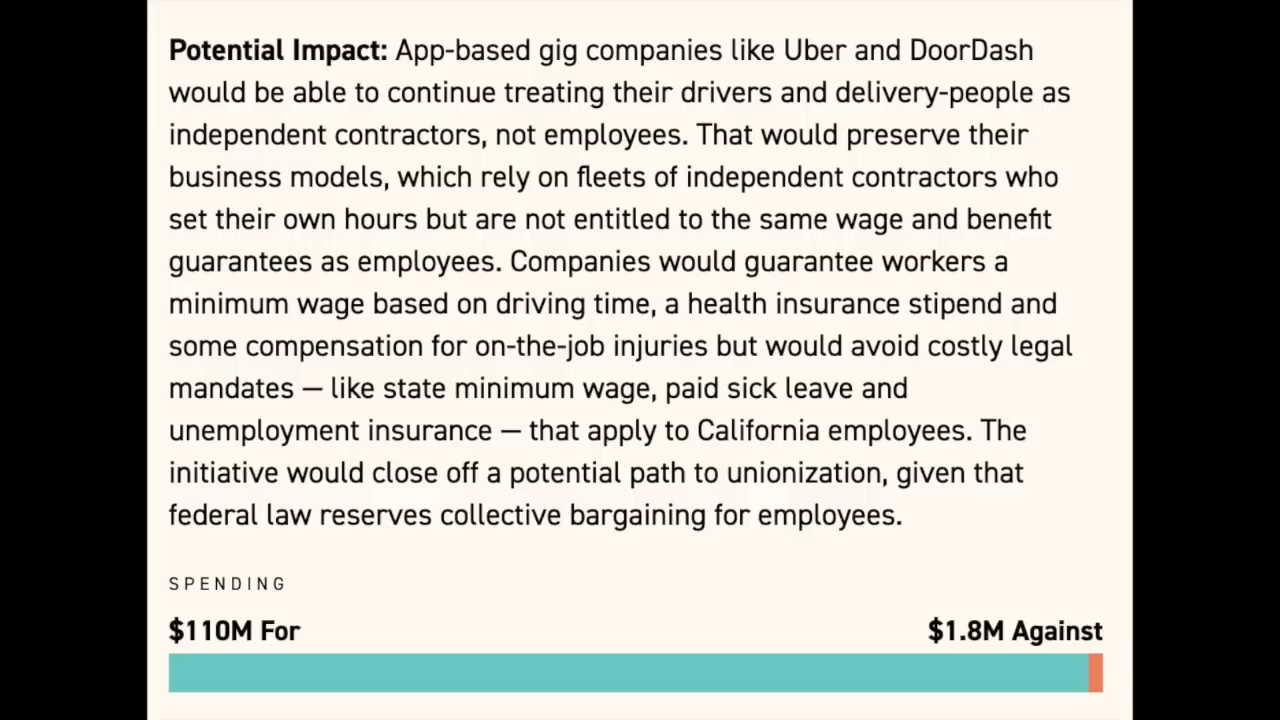 Potential Impact: App-based gig companies like Uber and DoorDash
would be able to continue treating their drivers and delivery-people as
independent contractors, not employees. That would preserve their
business models, which rely on fleets of independent contractors who
set their own hours but are not entitled to the same wage and benefit
guarantees as employees. Companies would guarantee workers a
minimum wage based on driving time, a health insurance stipend and
some compensation for on-the-job injuries but would avoid costly legal
mandates — like state minimum wage, paid sick leave and
unemployment insurance — that apply to California employees. The
initiative would close off a potential path to unionization, given that
federal law reserves collective bargaining for employees.
SPENDING
$110M For $1.8M Against